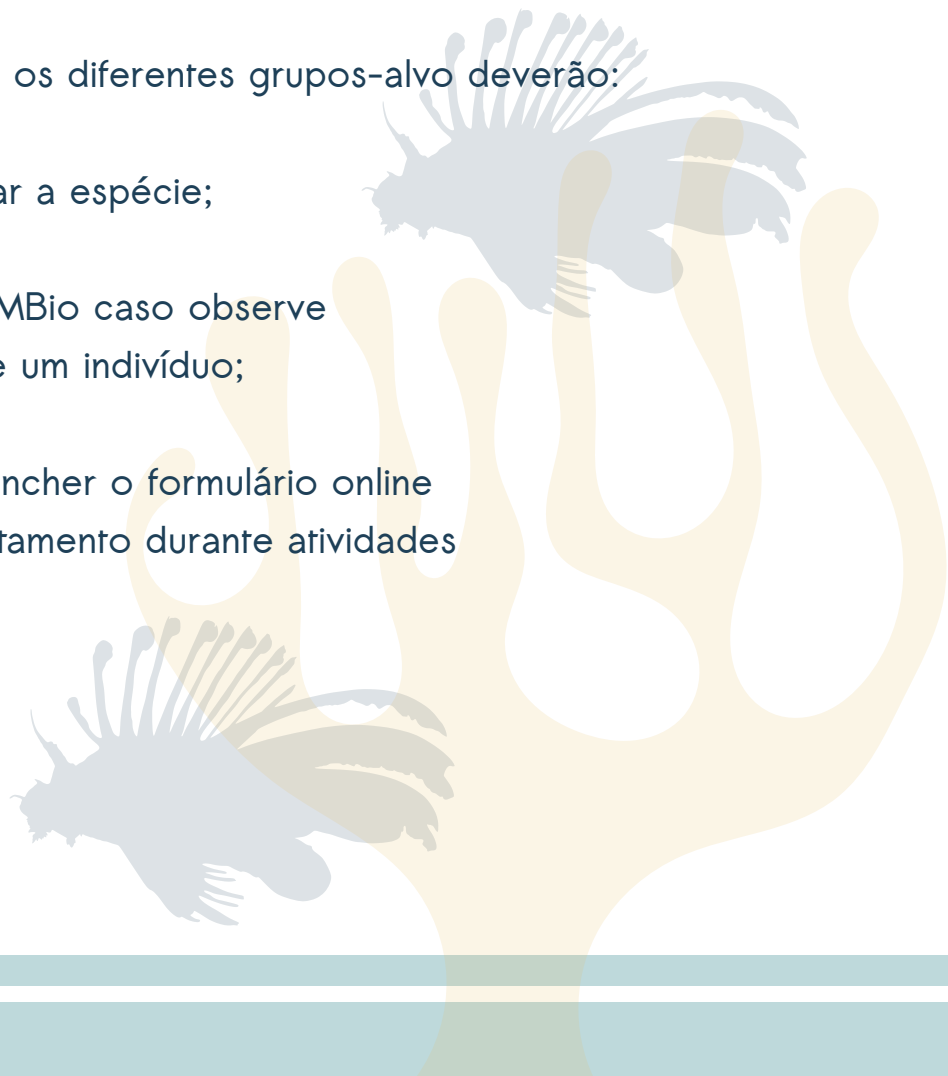 os diferentes grupos-alvo deverão:
ar a espécie;
MBio caso observe
e um indivíduo;
ncher o formulário online
tamento durante atividades